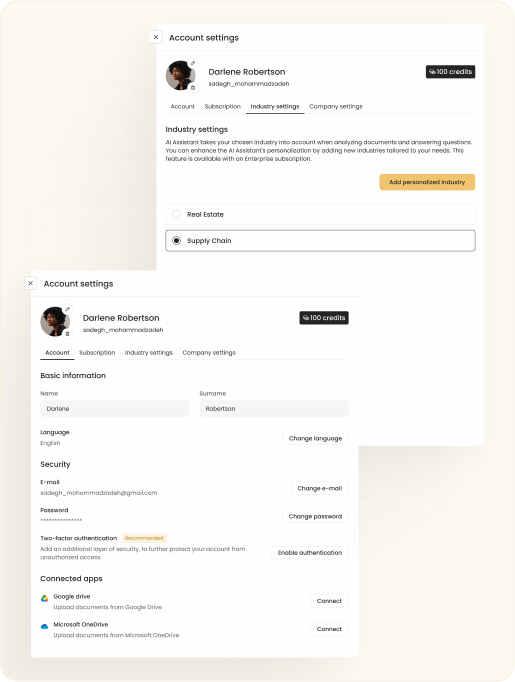 Account settings
Darlene Robertson
sadegh_mohammadzadeh
100 credits
Account
Subscription
Industry settings
Company settings
Industry settings
AI Assistant takes your chosen industry into account when analyzing documents and answering questions.
You can enhance the AI Assistant's personalization by adding new industries tailored to your needs. This
feature is available with an Enterprise subscription.
Add personalized industry
Real Estate
Supply Chain
Account settings
Darlene Robertson
sadegh_mohammadzadeh
100 credits
Account
Subscription
Industry settings
Company settings
Basic information
Name
Surname
Darlene
Robertson
Language
English
Change language
Security
E-mail
sadegh_mohammadzadeh@gmail.com
Change e-mail
Password
***************
Change password
Two-factor authentication
Recommended
Add an additional layer of security, to further protect your account from
unauthorized access.
Enable authentication
Connected apps
Google drive
Upload documents from Google Drive
Connect
Microsoft OneDrive
Upload documents from Microsoft OneDrive
Connect